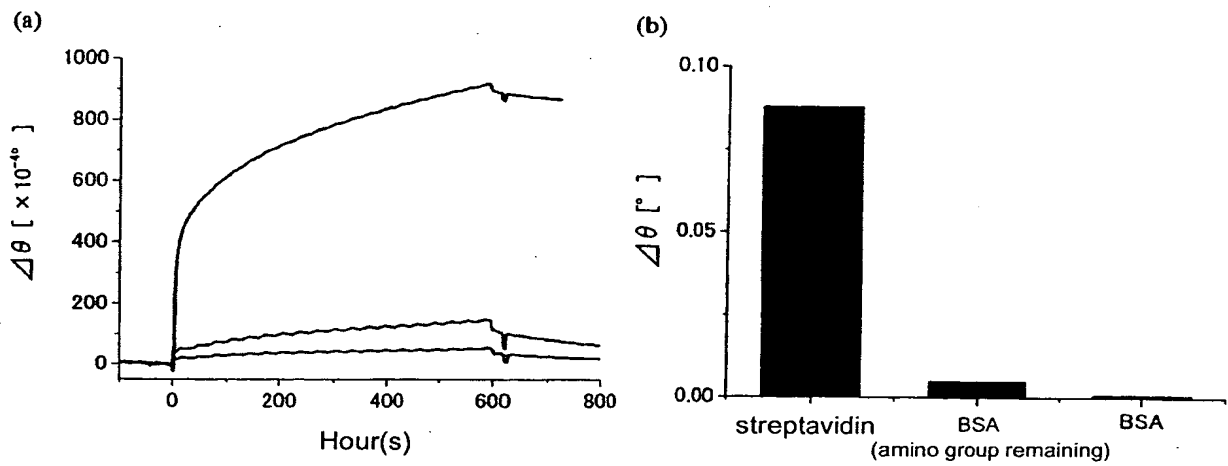 (a)
1000
800
600
400
200
0
Δθ [ ×10⁻⁴° ]
0 200 400 600 800
Hour(s)
(b)
0.10
0.05
0.00
Δθ [°]
streptavidin
BSA
(amino group remaining)
BSA